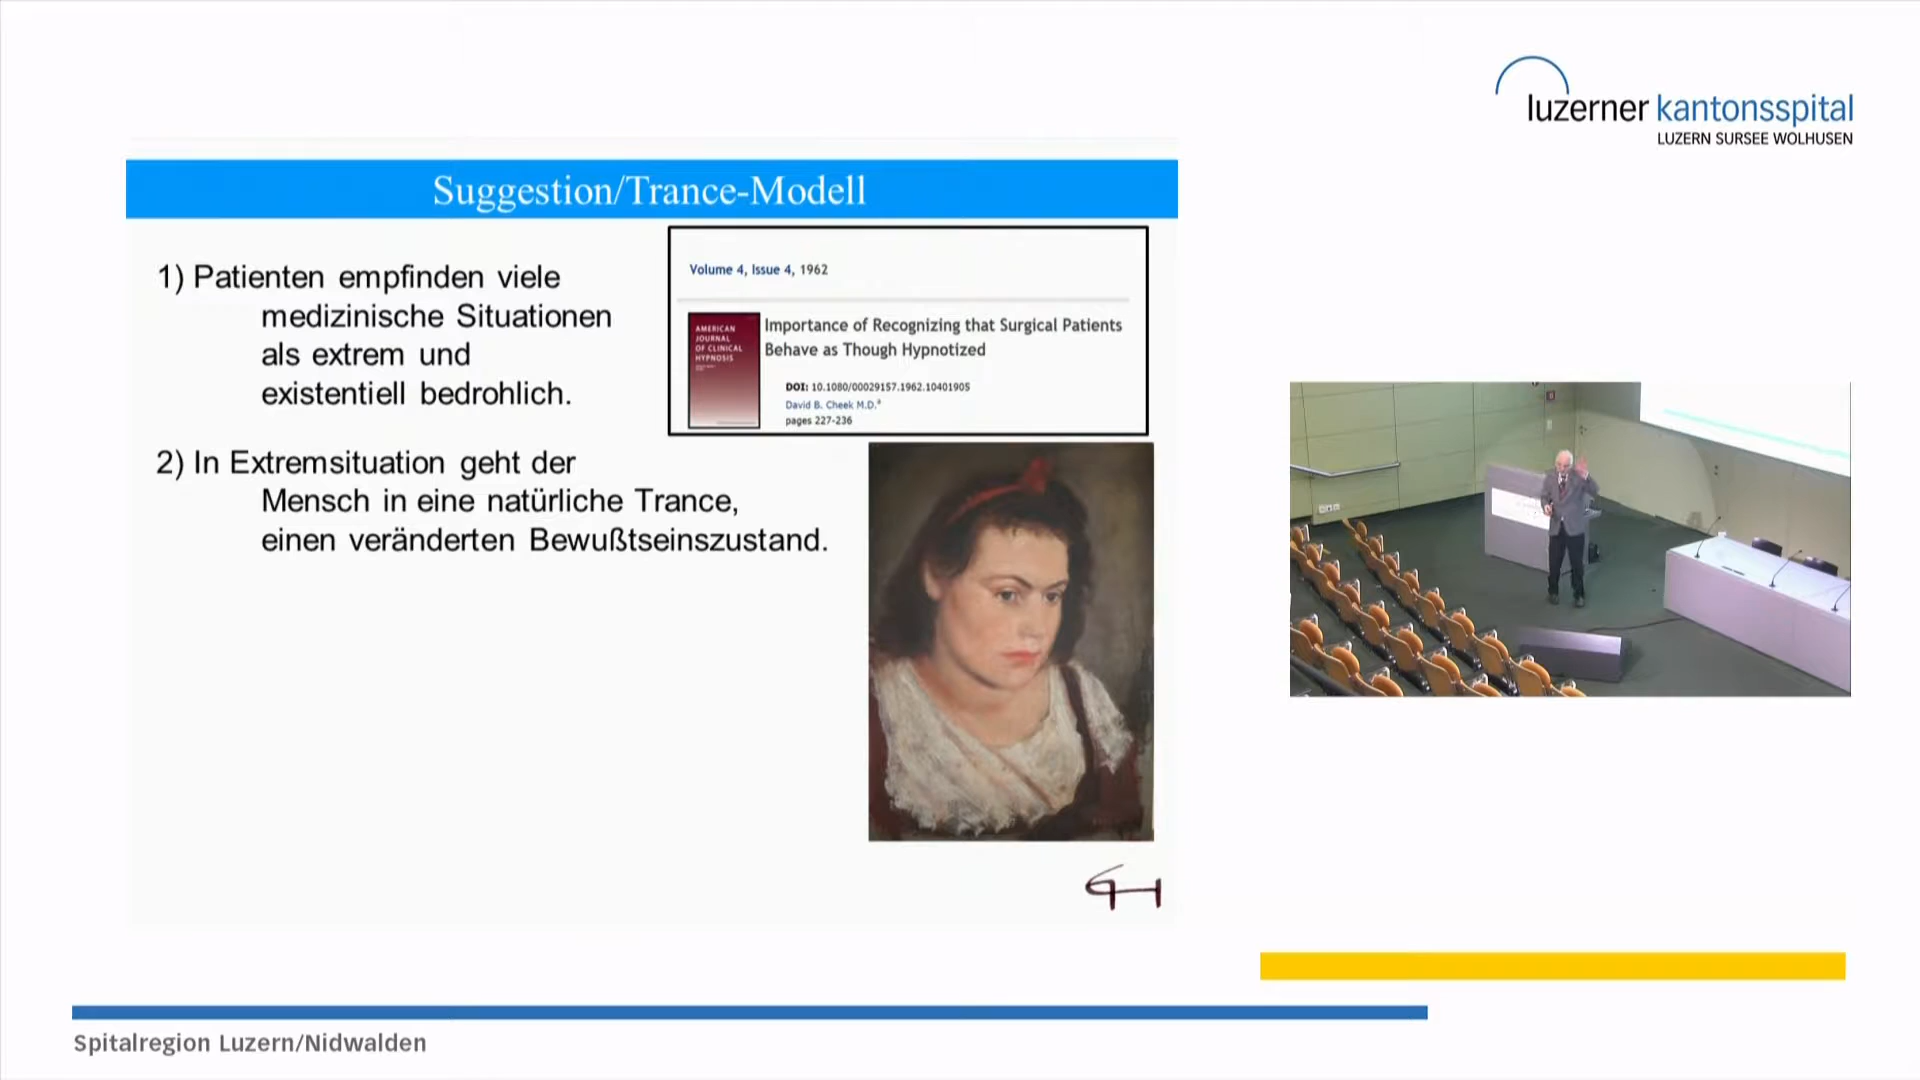 luzerner kantonsspital
LUZERN SURSEE WOLHUSEN
Suggestion/Trance-Modell
1) Patienten empfinden viele
medizinische Situationen
als extrem und
existentiell bedrohlich.
Volume 4, Issue 4, 1962
AMERICAN
JOURNAL
OF CLINICAL
HYPNOSIS
Importance of Recognizing that Surgical Patients
Behave as Though Hypnotized
DOI: 10.1080/00029157.1962.10401905
David B. Cheek M.D.ª
pages 227-236
2) In Extremsituation geht der
Mensch in eine natürliche Trance,
einen veränderten Bewußtseinszustand.
Spitalregion Luzern/Nidwalden